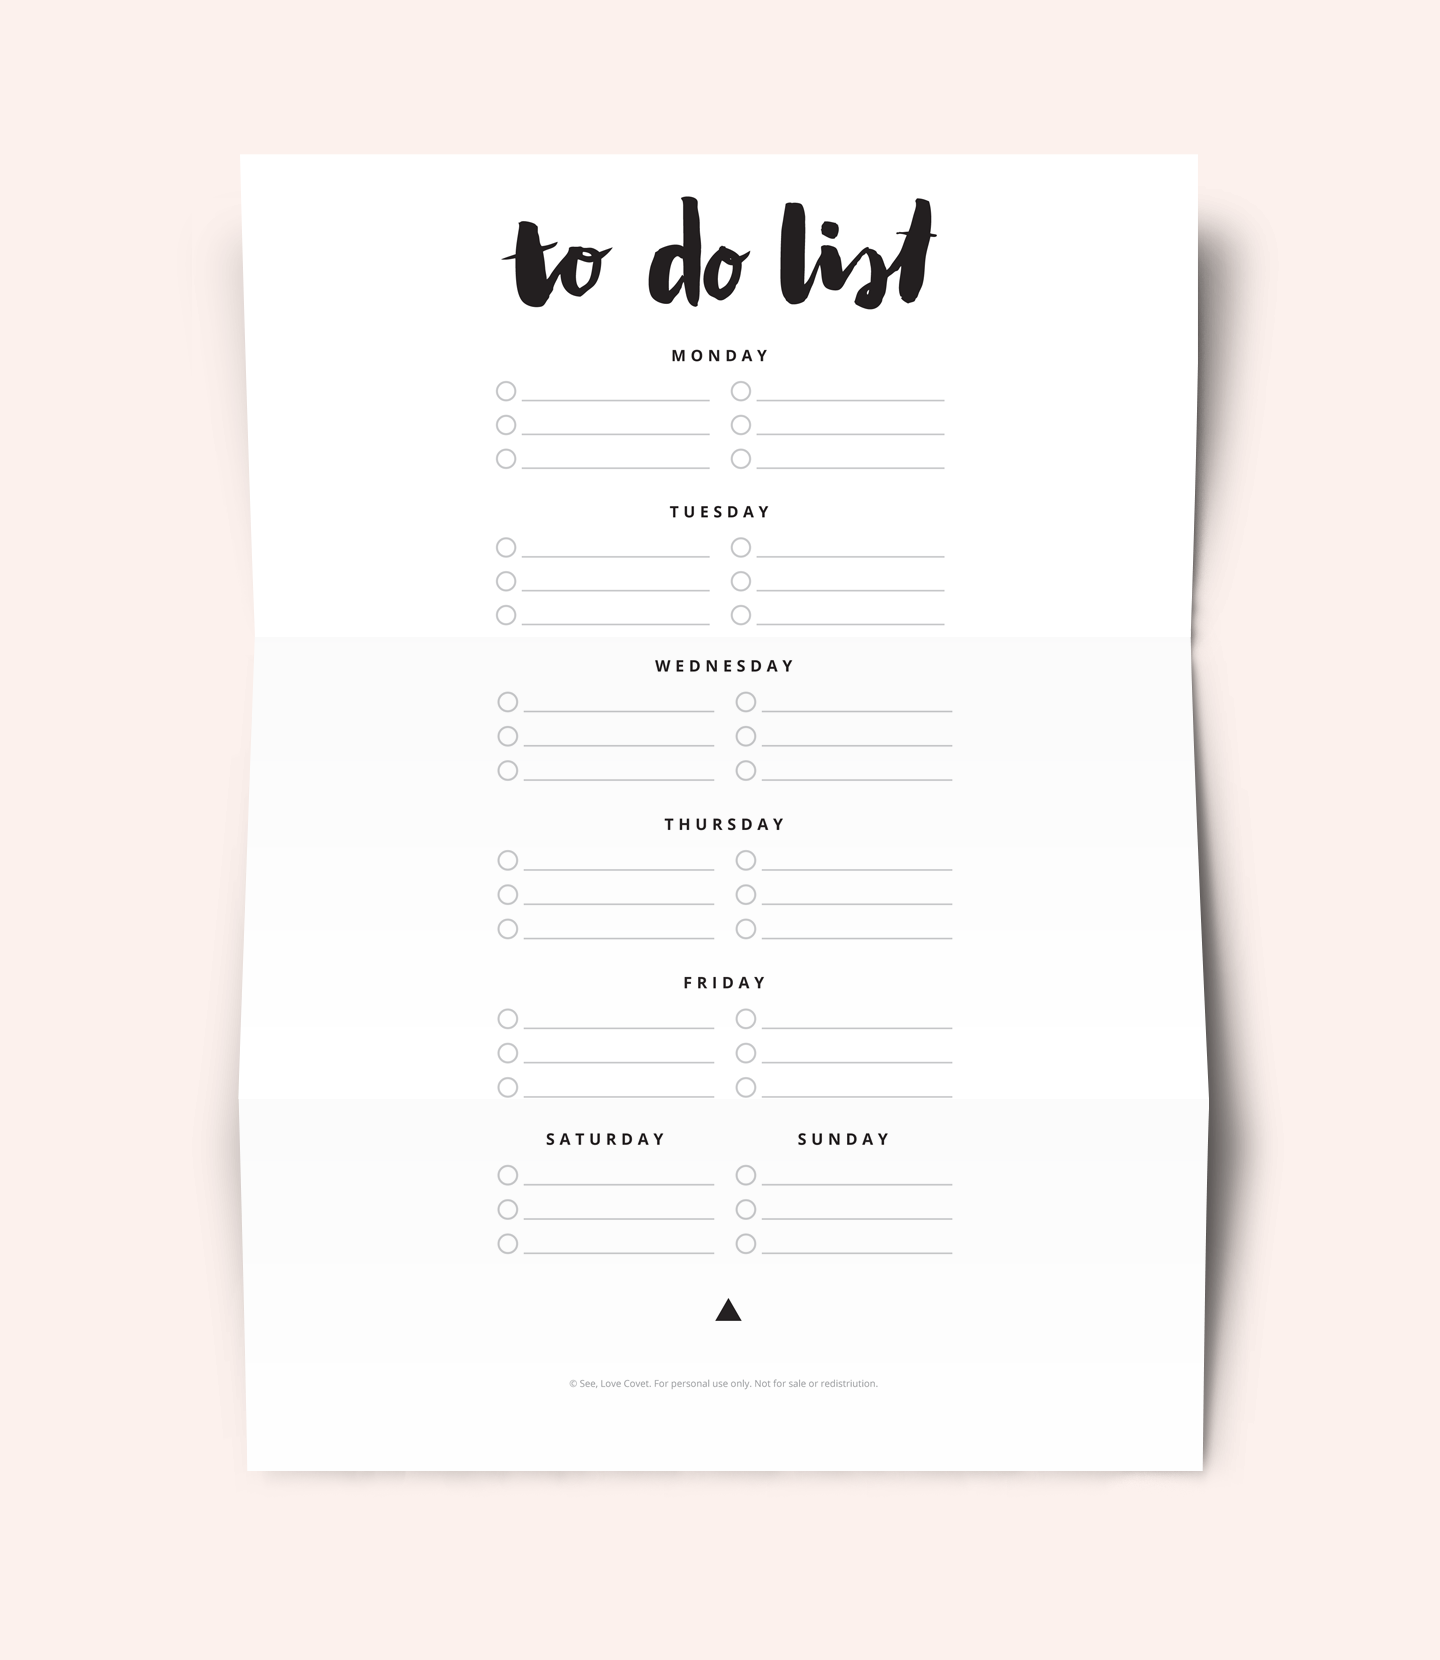 to do list
MONDAY
TUESDAY
WEDNESDAY
THURSDAY
FRIDAY
SATURDAY SUNDAY
© See, Love Covet. For personal use only. Not for sale or redistriution.